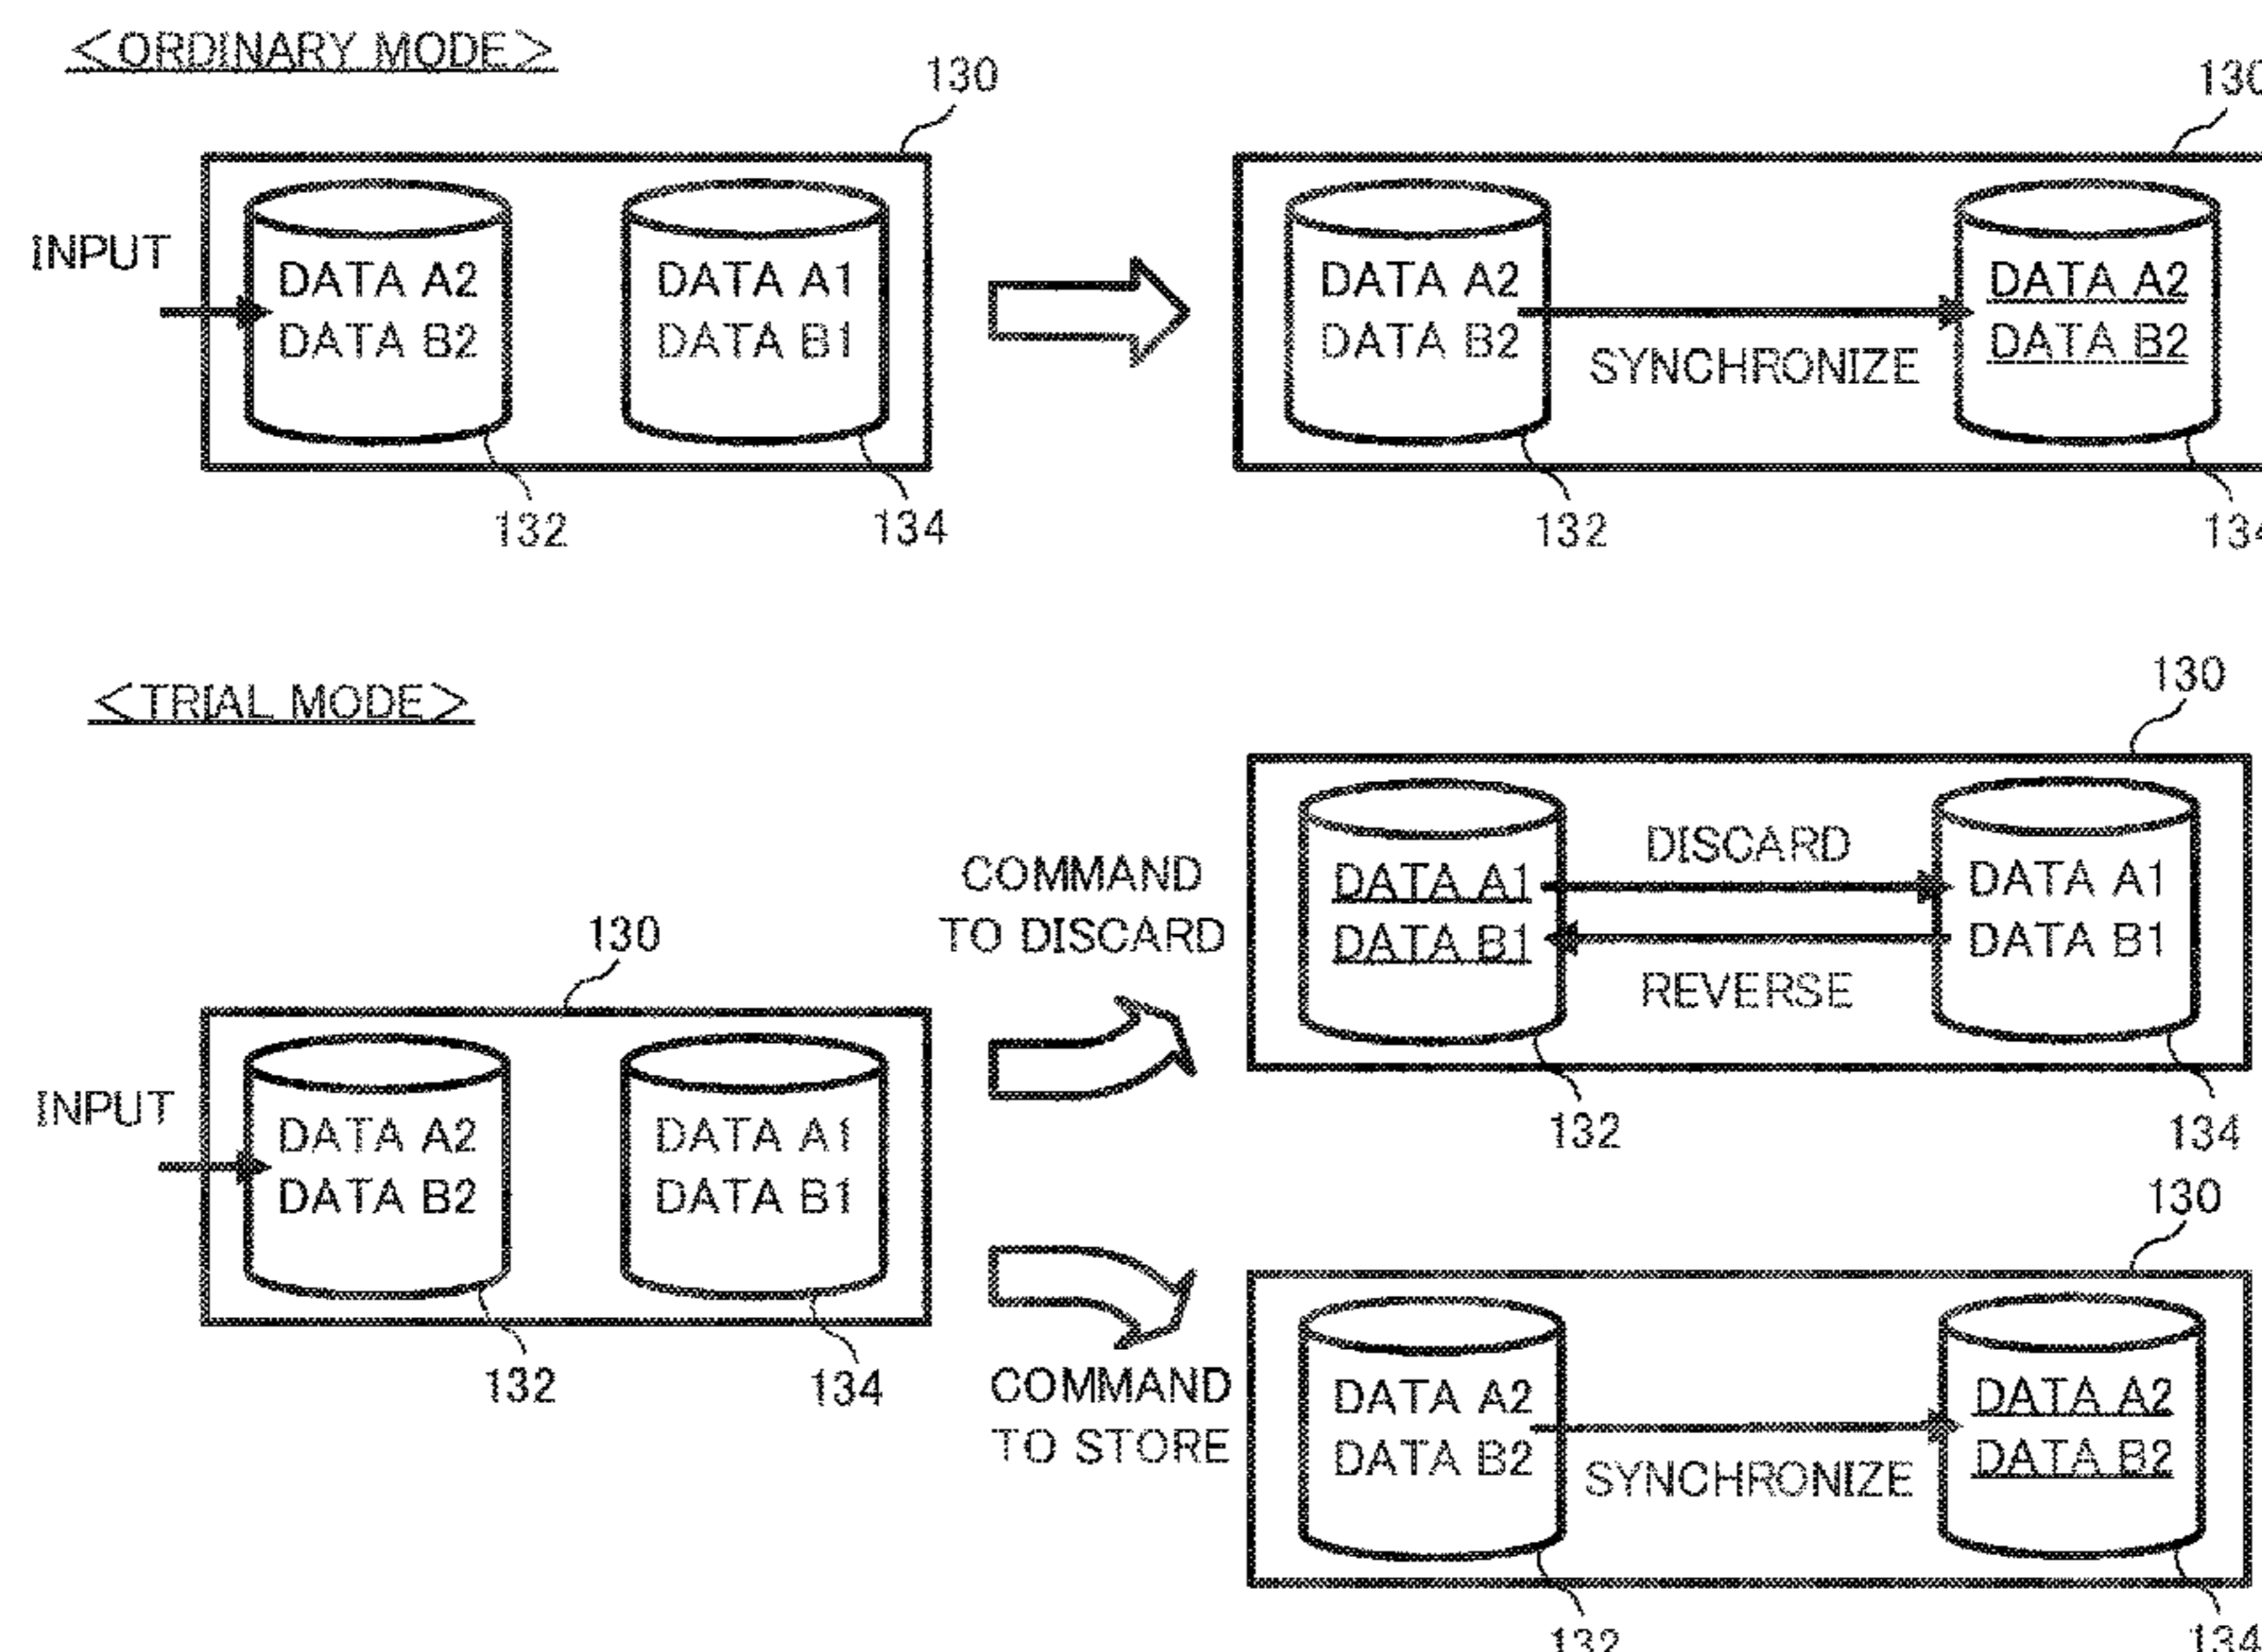 <ORDINARY MODE>
130
130
INPUT
DATA A2
DATA B2
DATA A1
DATA B1
DATA A2
DATA B2
SYNCHRONIZE
DATA A2
DATA B2
132
134
132
134
<TRIAL MODE>
130
COMMAND
TO DISCARD
DATA A1
DATA B1
DISCARD
REVERSE
DATA A1
DATA B1
132
134
130
INPUT
DATA A2
DATA B2
DATA A1
DATA B1
132
134
COMMAND
TO STORE
130
DATA A2
DATA B2
SYNCHRONIZE
DATA A2
DATA B2
132
134